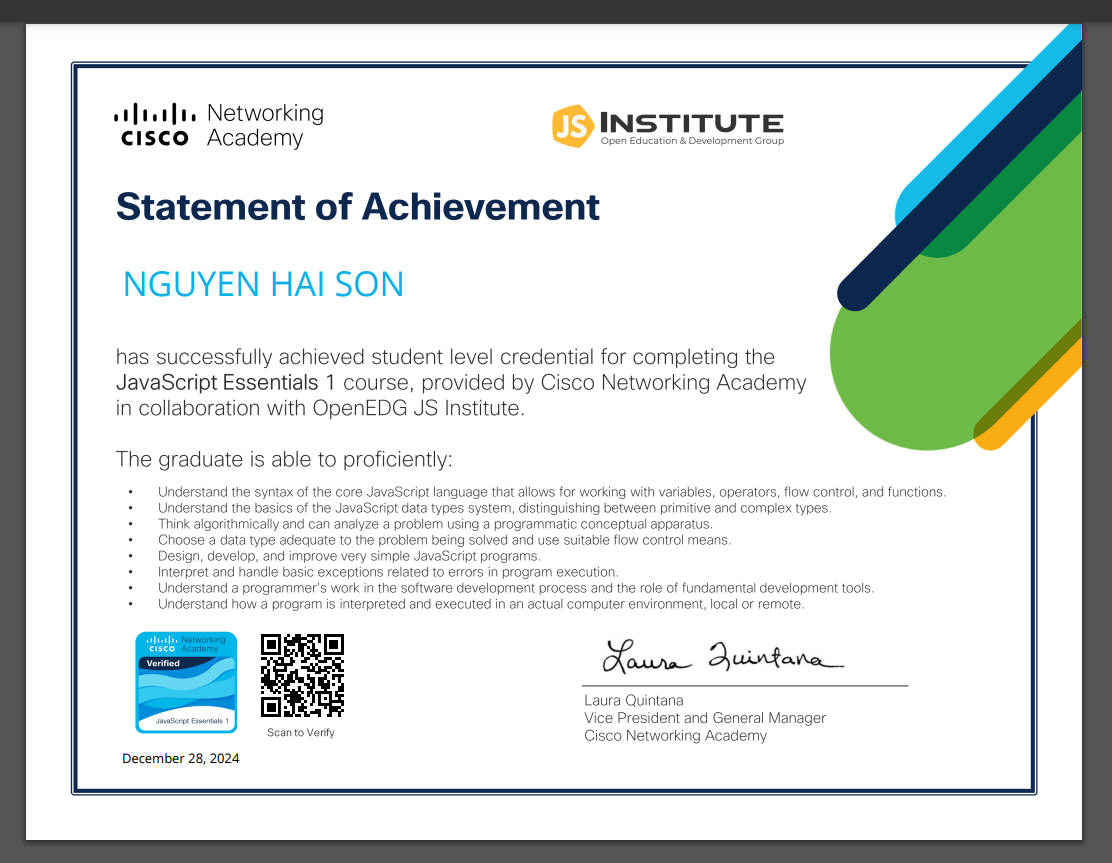 CISCO Networking Academy
JS INSTITUTE
Open Education & Development Group
Statement of Achievement
NGUYEN HAI SON
has successfully achieved student level credential for completing the
JavaScript Essentials 1 course, provided by Cisco Networking Academy
in collaboration with OpenEDG JS Institute.
The graduate is able to proficiently:
• Understand the syntax of the core JavaScript language that allows for working with variables, operators, flow control, and functions.
• Understand the basics of the JavaScript data types system, distinguishing between primitive and complex types.
• Think algorithmically and can analyze a problem using a programmatic conceptual apparatus.
• Choose a data type adequate to the problem being solved and use suitable flow control means.
• Design, develop, and improve very simple JavaScript programs.
• Interpret and handle basic exceptions related to errors in program execution.
• Understand a programmer's work in the software development process and the role of fundamental development tools.
• Understand how a program is interpreted and executed in an actual computer environment, local or remote.
CISCO Networking Academy
Verified
JavaScript Essentials 1
Scan to Verify
December 28, 2024
Laura Quintana
Laura Quintana
Vice President and General Manager
Cisco Networking Academy